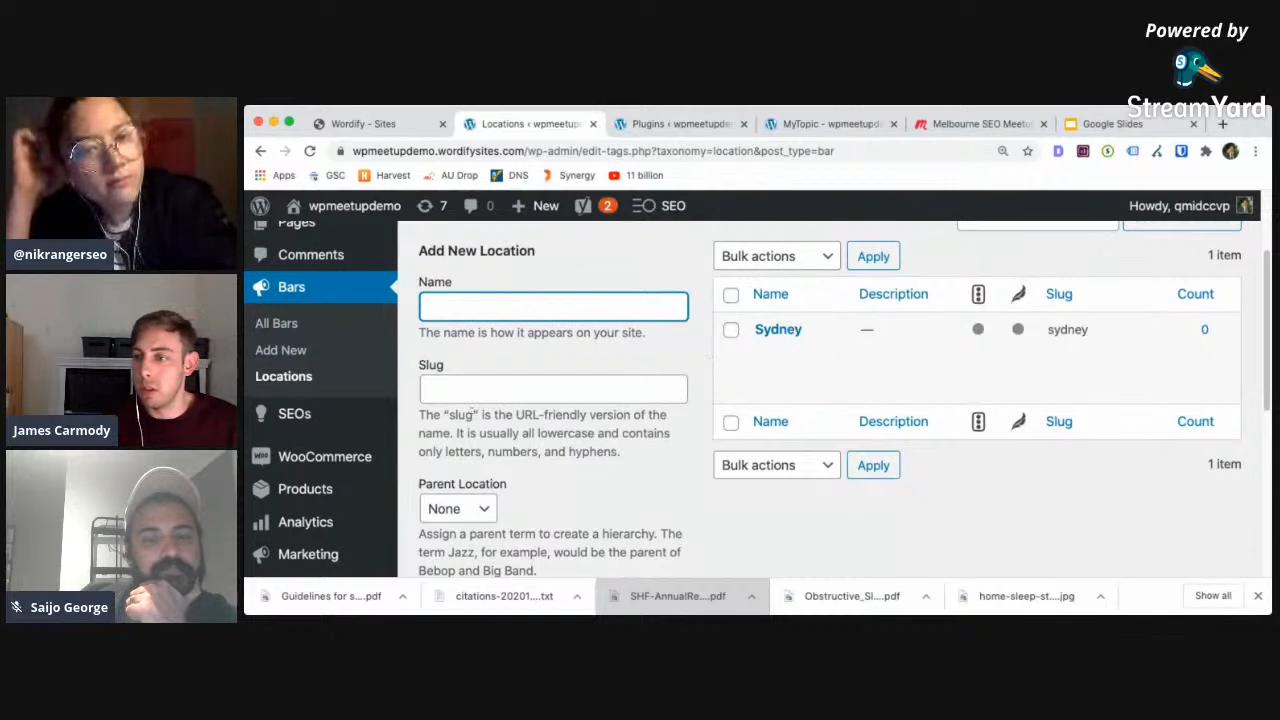 Powered by
StreamYard
@nikrangerseo
James Carmody
Saijo George
Wordify - Sites
Locations ‹ wpmeetup
Plugins ‹ wpmeetupde
MyTopic - wpmeetupd
Melbourne SEO Meetu
Google Slides
wpmeetupdemo.wordifysites.com/wp-admin/edit-tags.php?taxonomy=location&post_type=bar
Apps
GSC
Harvest
AU Drop
DNS
Synergy
11 billion
wpmeetupdemo
7
0
New
2
SEO
Howdy, qmidccvp
Pages
Comments
Bars
All Bars
Add New
Locations
SEOs
WooCommerce
Products
Analytics
Marketing
Add New Location
Name
The name is how it appears on your site.
Slug
The “slug” is the URL-friendly version of the
name. It is usually all lowercase and contains
only letters, numbers, and hyphens.
Parent Location
None
Assign a parent term to create a hierarchy. The
term Jazz, for example, would be the parent of
Bebop and Big Band.
Bulk actions
Apply
1 item
Name
Description
Slug
Count
Sydney
—
sydney
0
Name
Description
Slug
Count
Bulk actions
Apply
1 item
Guidelines for s....pdf
citations-20201....txt
SHF-AnnualRe....pdf
Obstructive_Sl....pdf
home-sleep-st....jpg
Show all